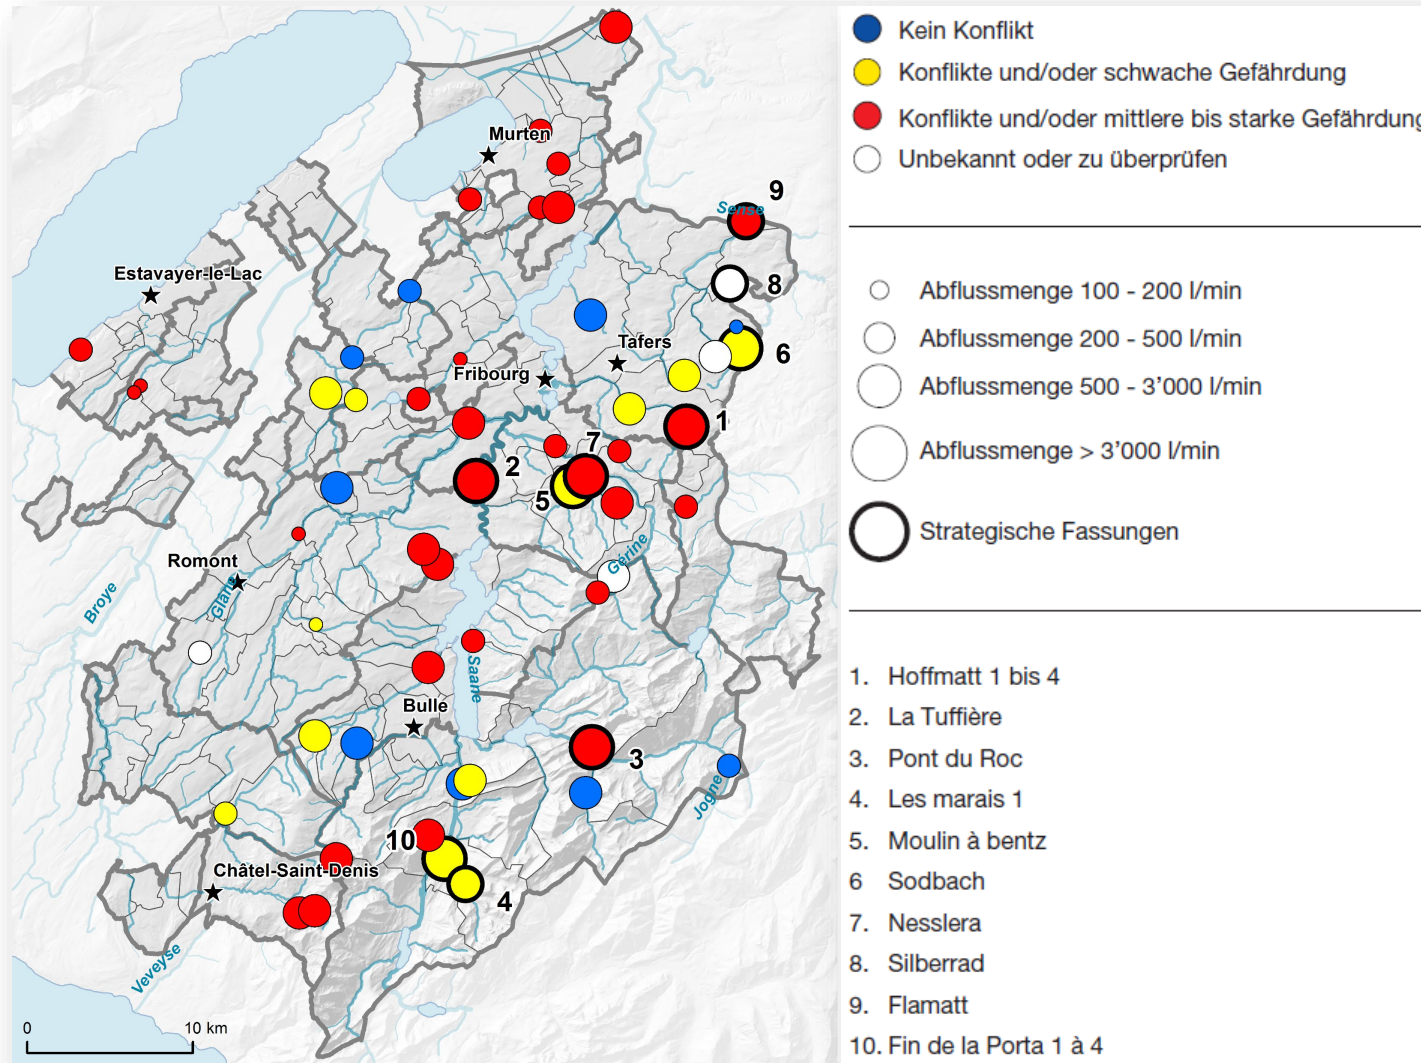 Murten
Sense
9
Estavayer-le-Lac
8
Tafers
6
Fribourg
1
7
2
5
Gérine
Romont
Glane
Broye
Saane
Bulle
3
Jogne
10
Châtel-Saint-Denis
4
Veveyse
0 10 km
Kein Konflikt
Konflikte und/oder schwache Gefährdung
Konflikte und/oder mittlere bis starke Gefährdung
Unbekannt oder zu überprüfen
Abflussmenge 100 - 200 l/min
Abflussmenge 200 - 500 l/min
Abflussmenge 500 - 3’000 l/min
Abflussmenge > 3’000 l/min
Strategische Fassungen
1. Hoffmatt 1 bis 4
2. La Tuffière
3. Pont du Roc
4. Les marais 1
5. Moulin à bentz
6 Sodbach
7. Nesslera
8. Silberrad
9. Flamatt
10. Fin de la Porta 1 à 4